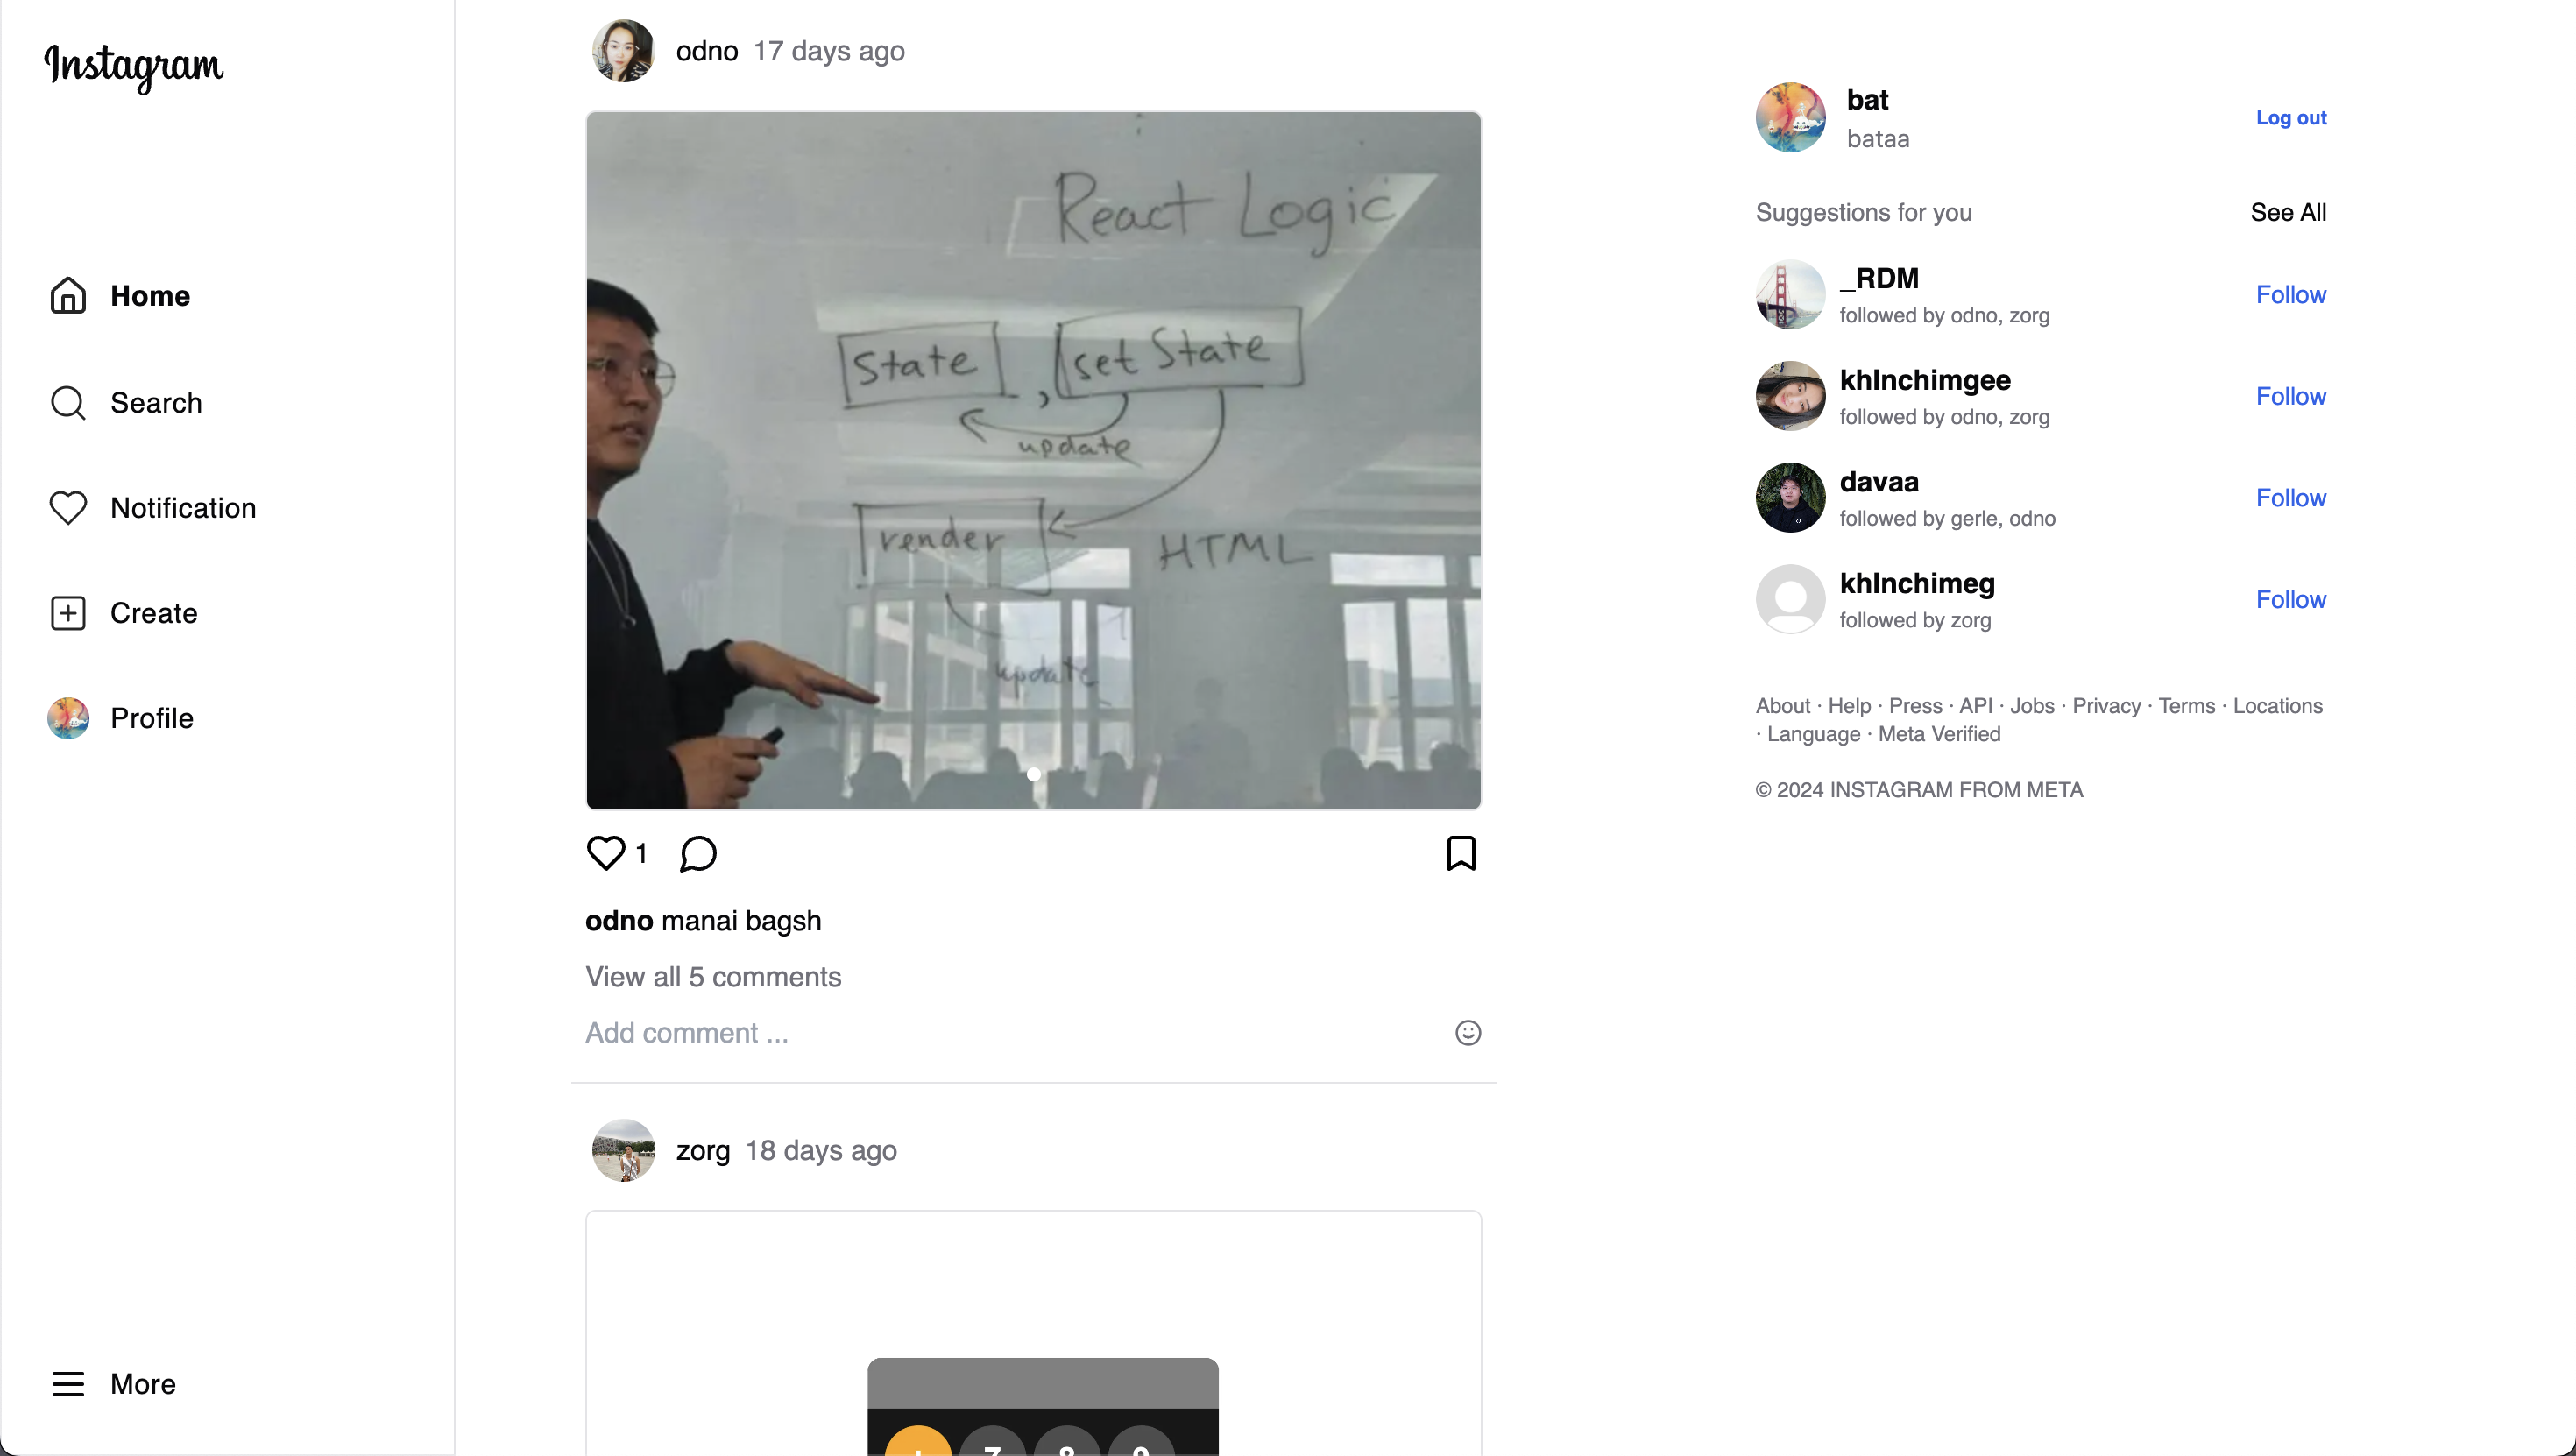 Instagram
Home
Search
Notification
Create
Profile
More
odno 17 days ago
React Logic
State , set State
update
render HTML
update
1
odno manai bagsh
View all 5 comments
Add comment ...
zorg 18 days ago
bat
bataa
Log out
Suggestions for you See All
_RDM
followed by odno, zorg
Follow
khlnchimgee
followed by odno, zorg
Follow
davaa
followed by gerle, odno
Follow
khlnchimeg
followed by zorg
Follow
About · Help · Press · API · Jobs · Privacy · Terms · Locations
· Language · Meta Verified
© 2024 INSTAGRAM FROM META